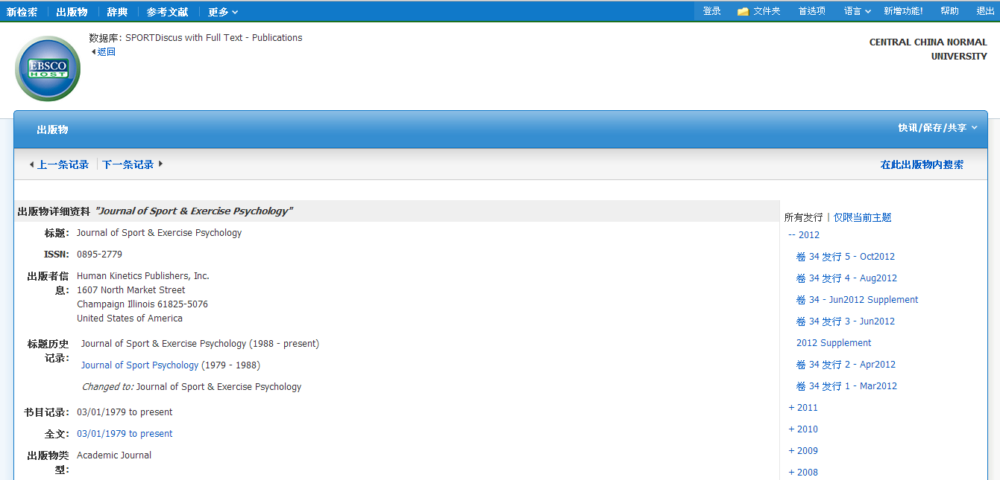 新检索 出版物 辞典 参考文献 更多 登录 文件夹 首选项 语言 新增功能! 帮助 退出
数据库: SPORTDiscus with Full Text - Publications
返回
CENTRAL CHINA NORMAL
UNIVERSITY
EBSCO
HOST
出版物 快讯/保存/共享
上一条记录 下一条记录 在此出版物内搜索
出版物详细资料 "Journal of Sport & Exercise Psychology"
标题: Journal of Sport & Exercise Psychology
ISSN: 0895-2779
出版者信 Human Kinetics Publishers, Inc.
息: 1607 North Market Street
Champaign Illinois 61825-5076
United States of America
标题历史 Journal of Sport & Exercise Psychology (1988 - present)
记录:
Journal of Sport Psychology (1979 - 1988)
Changed to: Journal of Sport & Exercise Psychology
书目记录: 03/01/1979 to present
全文: 03/01/1979 to present
出版物类 Academic Journal
型:
所有发行 | 仅限当前主题
-- 2012
卷 34 发行 5 - Oct2012
卷 34 发行 4 - Aug2012
卷 34 - Jun2012 Supplement
卷 34 发行 3 - Jun2012
2012 Supplement
卷 34 发行 2 - Apr2012
卷 34 发行 1 - Mar2012
+ 2011
+ 2010
+ 2009
+ 2008